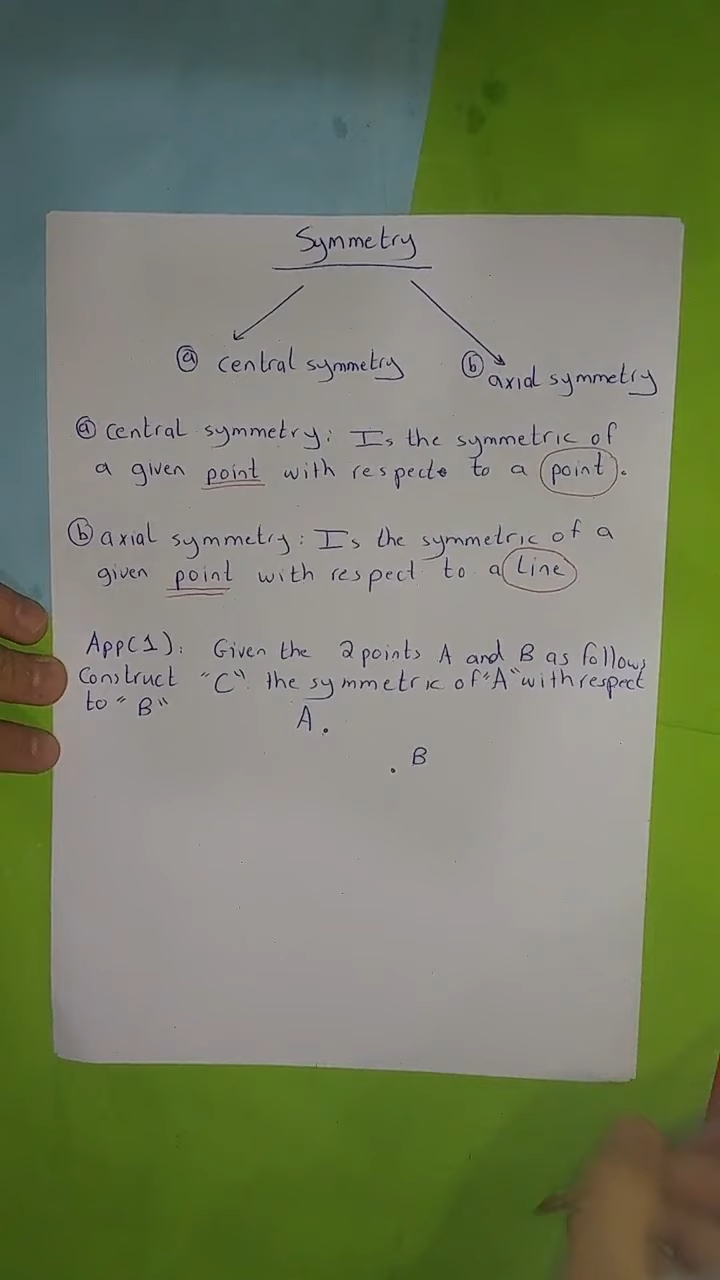 Symmetry
ⓐ central symmetry
ⓑ axial symmetry
ⓐ central symmetry: Is the symmetric of
a given point with respect to a point.
ⓑ axial symmetry: Is the symmetric of a
given point with respect to a Line
App(1): Given the 2 points A and B as follows
Construct "C" the symmetric of "A" with respect
to "B"
A.
. B